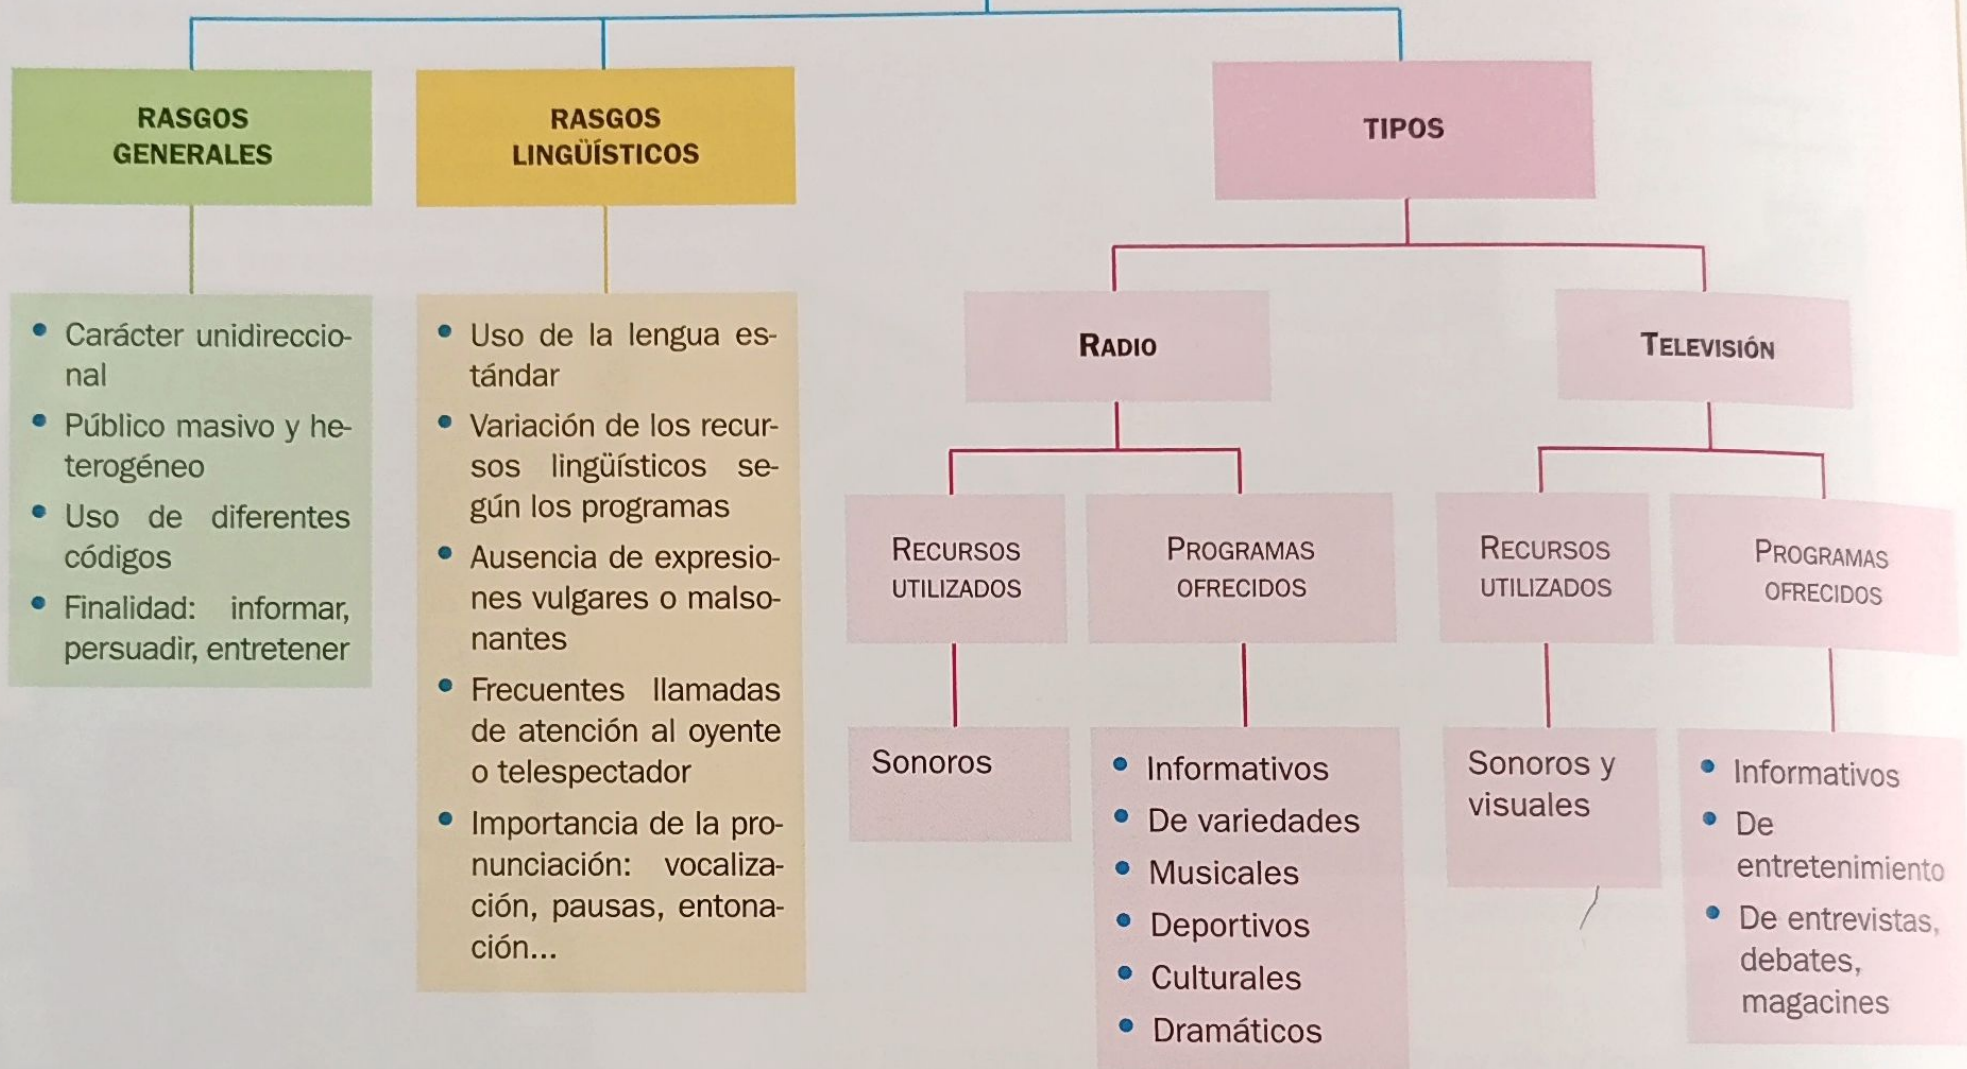 RASGOS
GENERALES
• Carácter unidireccio-
nal
• Público masivo y he-
terogéneo
• Uso de diferentes
códigos
• Finalidad: informar,
persuadir, entretener
RASGOS
LINGÜÍSTICOS
• Uso de la lengua es-
tándar
• Variación de los recur-
sos lingüísticos se-
gún los programas
• Ausencia de expresio-
nes vulgares o malso-
nantes
• Frecuentes llamadas
de atención al oyente
o telespectador
• Importancia de la pro-
nunciación: vocaliza-
ción, pausas, entona-
ción...
TIPOS
RADIO
RECURSOS
UTILIZADOS
Sonoros
PROGRAMAS
OFRECIDOS
• Informativos
• De variedades
• Musicales
• Deportivos
• Culturales
• Dramáticos
TELEVISIÓN
RECURSOS
UTILIZADOS
Sonoros y
visuales
PROGRAMAS
OFRECIDOS
• Informativos
• De
entretenimiento
• De entrevistas,
debates,
magacines